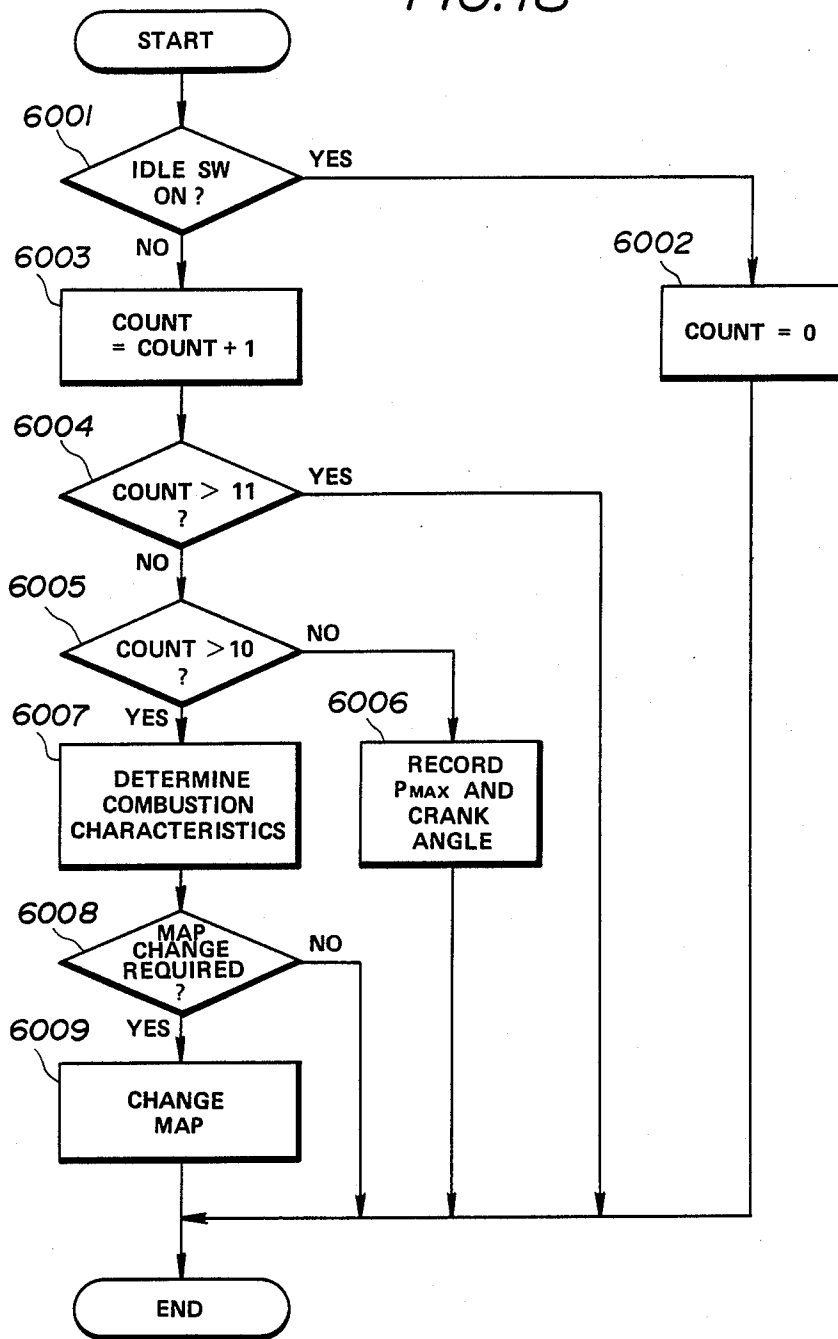 FIG.18
START
6001
IDLE SW
ON ?
YES
NO
6002
COUNT = 0
6003
COUNT
= COUNT + 1
6004
COUNT > 11
?
YES
NO
6005
COUNT > 10
?
NO
YES
6006
RECORD
PMAX AND
CRANK
ANGLE
6007
DETERMINE
COMBUSTION
CHARACTERISTICS
6008
MAP
CHANGE
REQUIRED
?
NO
YES
6009
CHANGE
MAP
END